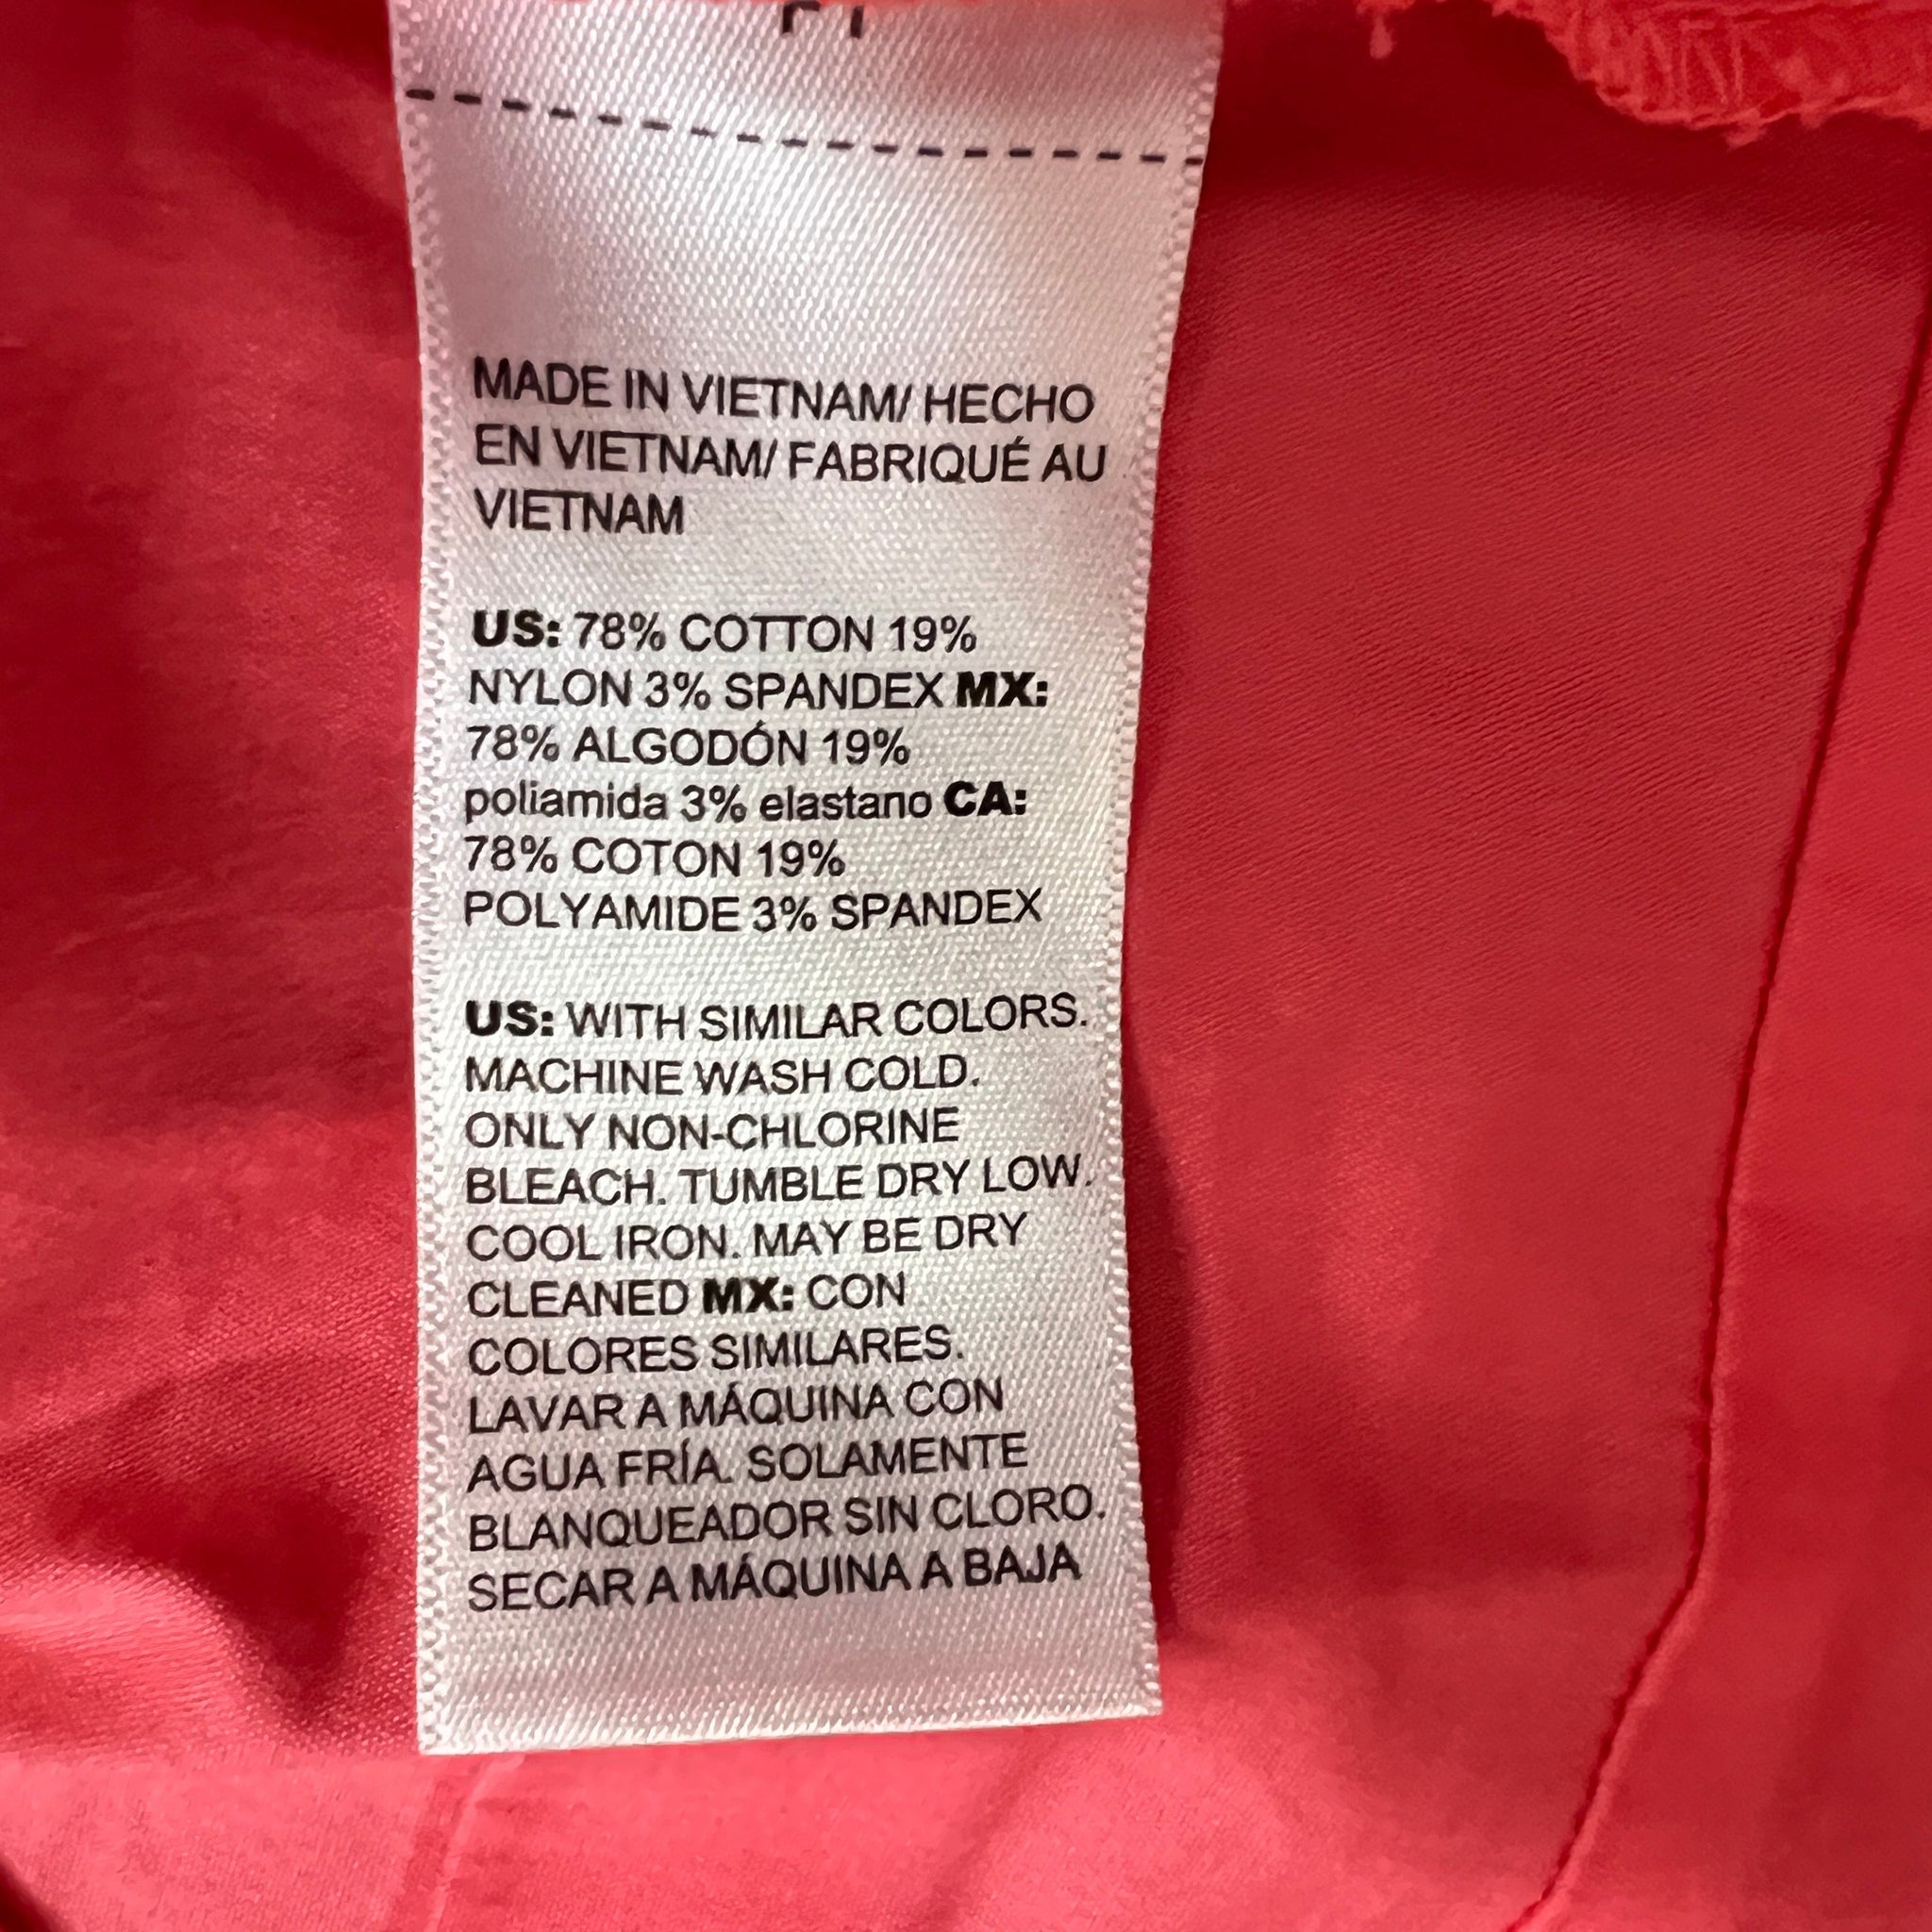 MADE IN VIETNAM/ HECHO
EN VIETNAM/ FABRIQUÉ AU
VIETNAM
US: 78% COTTON 19%
NYLON 3% SPANDEX MX:
78% ALGODÓN 19%
poliamida 3% elastano CA:
78% COTON 19%
POLYAMIDE 3% SPANDEX
US: WITH SIMILAR COLORS.
MACHINE WASH COLD.
ONLY NON-CHLORINE
BLEACH. TUMBLE DRY LOW.
COOL IRON. MAY BE DRY
CLEANED MX: CON
COLORES SIMILARES.
LAVAR A MÁQUINA CON
AGUA FRÍA. SOLAMENTE
BLANQUEADOR SIN CLORO.
SECAR A MÁQUINA A BAJA